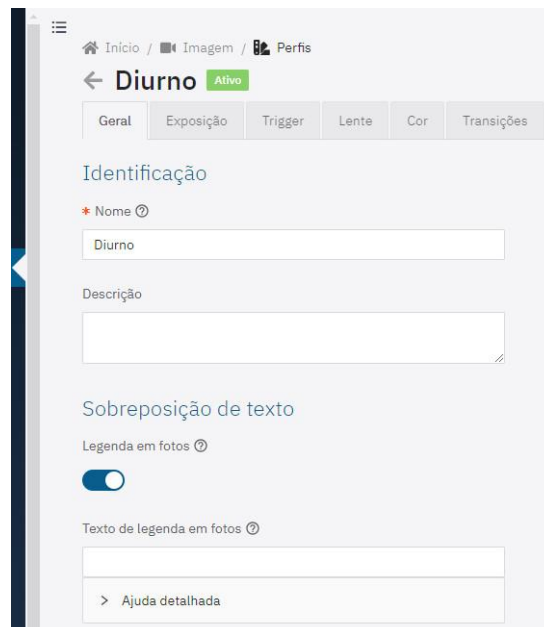 Início / Imagem / Perfis
Diurno Ativo
Geral Exposição Trigger Lente Cor Transições
Identificação
* Nome
Diurno
Descrição
Sobreposição de texto
Legenda em fotos
Texto de legenda em fotos
> Ajuda detalhada